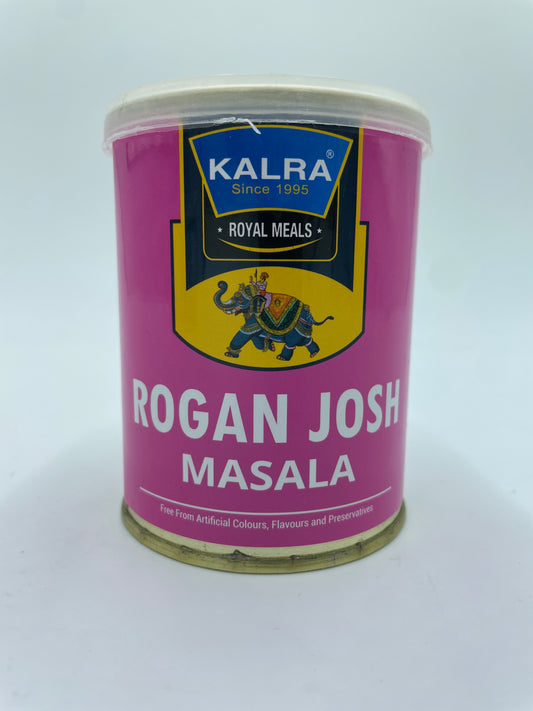 KALRA®
Since 1995
★ ROYAL MEALS ★
ROGAN JOSH
MASALA
Free From Artificial Colours, Flavours and Preservatives